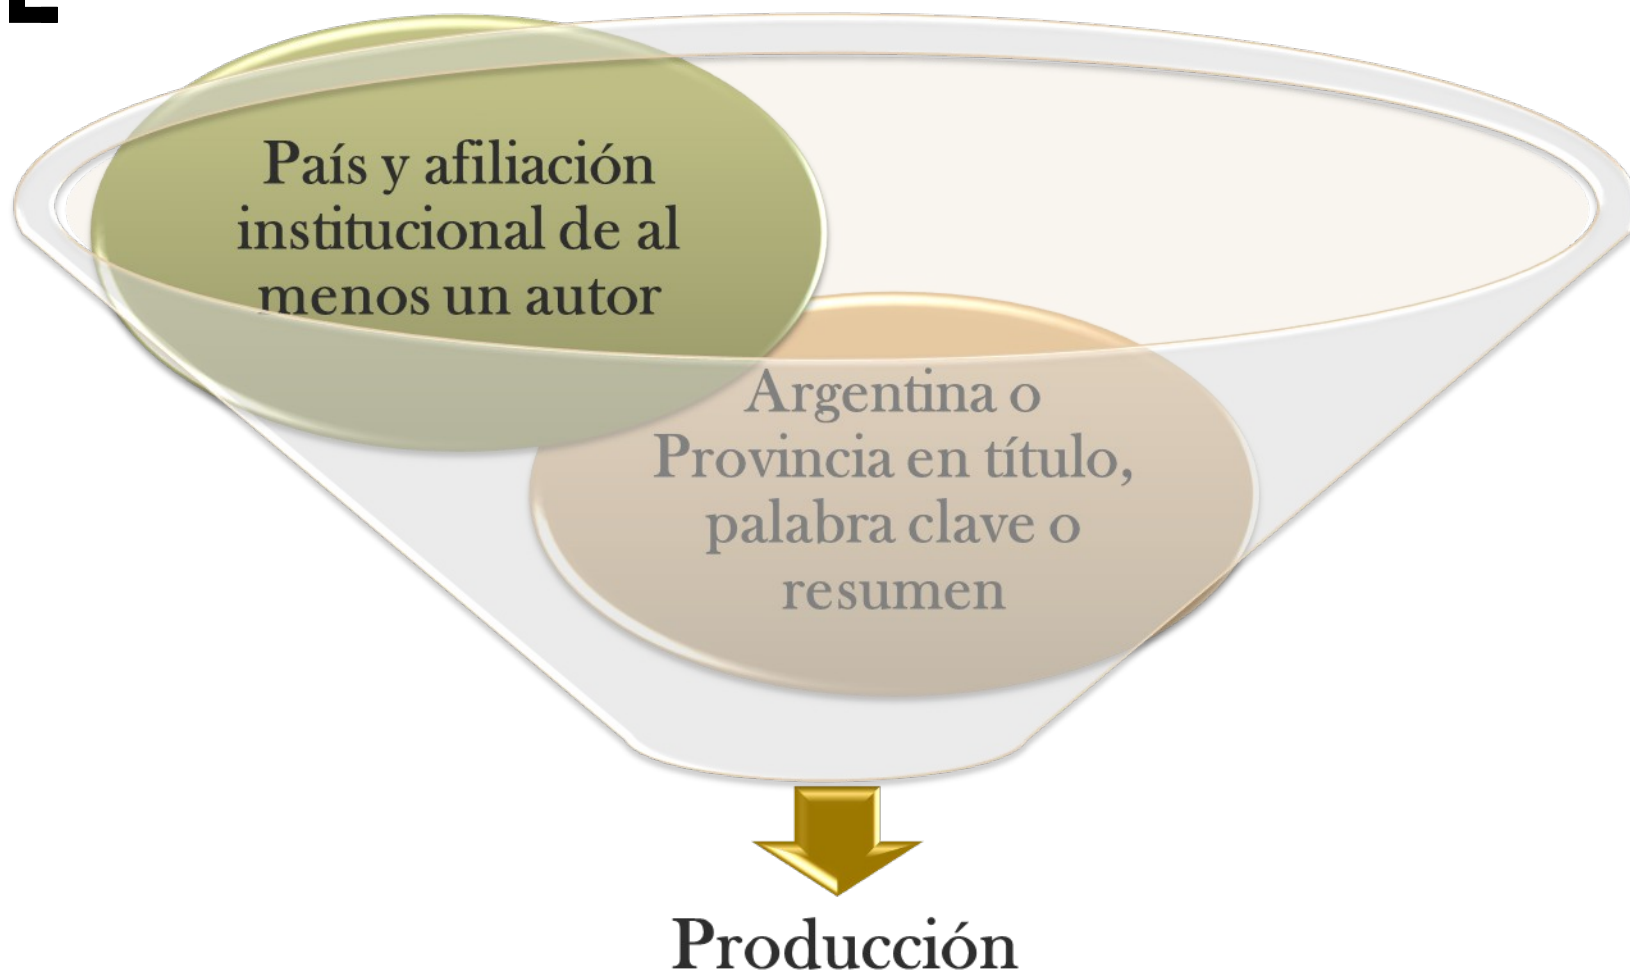 País y afiliación
institucional de al
menos un autor
Argentina o
Provincia en título,
palabra clave o
resumen
Producción